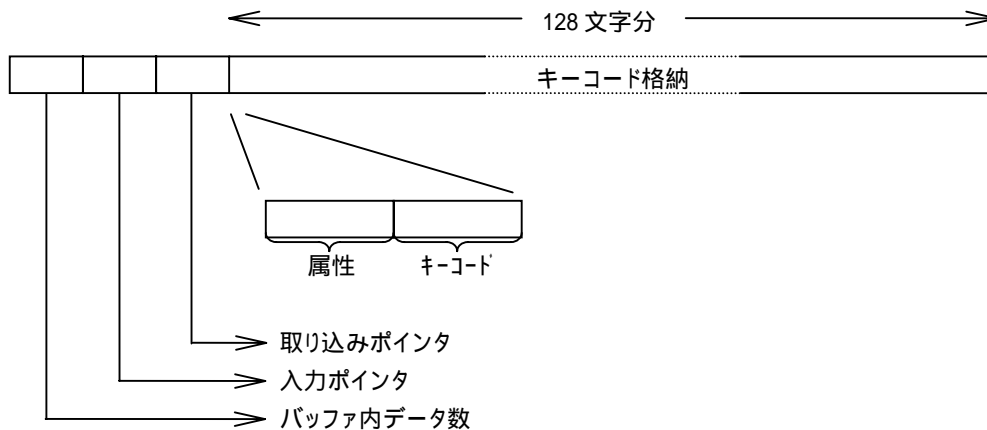 128 文字分
キーコード格納
属性
ｷｰｺｰﾄﾞ
取り込みポインタ
入力ポインタ
バッファ内データ数